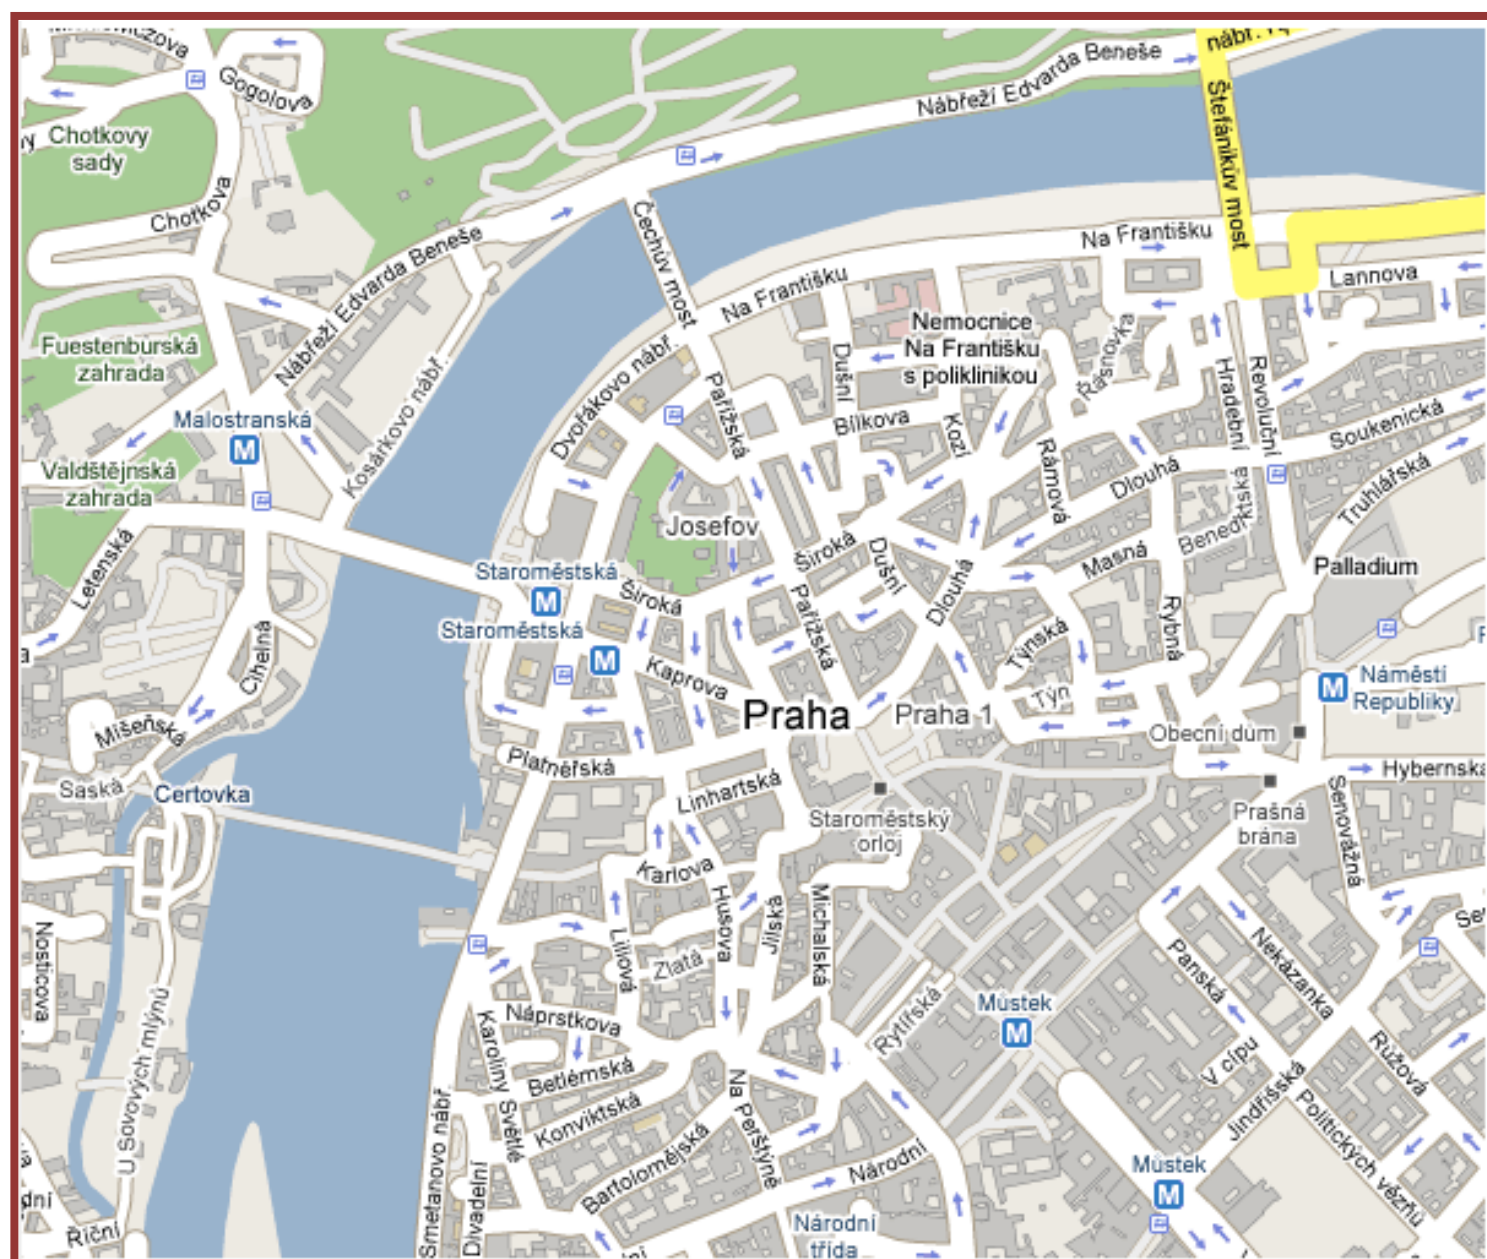 Gogolova
nábř.
Nábřeží Edvarda Beneše
Štefánikův most
Chotkovy
sady
Chotkova
Čechův most
Na Františku
Nábřeží Edvarda Beneše
Na Františku
Lannova
Fuestenburská
zahrada
Nemocnice
Na Františku
s poliklinikou
Řásnovka
Dušní
Dvořákovo nábř.
Pařížská
Hradební
Revoluční
Malostranská
M
Kosárkovo nábř.
Bílkova
Kozí
Soukenická
Valdštejnská
zahrada
Rámová
Dlouhá
Truhlářská
Benediktská
Josefov
Široká
Dušní
Masná
Palladium
Letenská
Staroměstská
M
Staroměstská
M
Široká
Pařížská
Dlouhá
Týnská
Rybná
Cihelná
Kaprova
Týn
M
Náměstí
Republiky
Míšeňská
Praha
Praha 1
Obecní dům
Platnéřská
Hybernská
Saská
Čertovka
Linhartská
Staroměstský
orloj
Prašná
brána
Senovážná
Karlova
Husova
Jilská
Michalská
Nosticova
Liliová
Zlatá
Panská
Nekázanka
Můstek
M
Rytířská
Náprstkova
Karoliny Světlé
U Sovových mlýnů
Betlémská
V cípu
Růžová
Jindřišská
Politických vězňů
Konviktská
Na Perštýně
Smetanovo nábř.
Bartolomějská
Národní
Můstek
M
Divadelní
Říční
Národní
třída